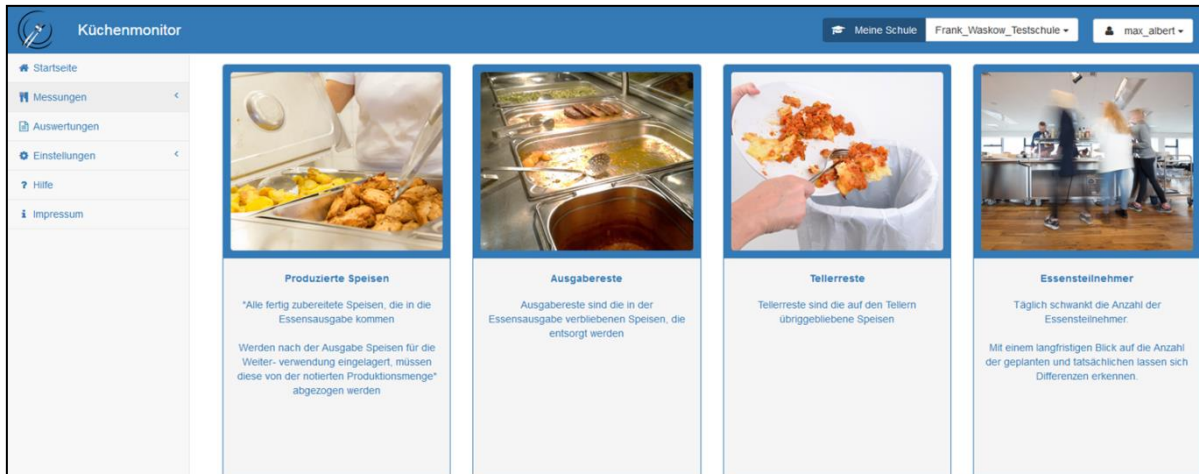 Küchenmonitor
Meine Schule
Frank_Waskow_Testschule
max_albert
Startseite
Messungen
Auswertungen
Einstellungen
Hilfe
Impressum
Produzierte Speisen
*Alle fertig zubereitete Speisen, die in die
Essensausgabe kommen
Werden nach der Ausgabe Speisen für die
Weiter- verwendung eingelagert, müssen
diese von der notierten Produktionsmenge*
abgezogen werden
Ausgabereste
Ausgabereste sind die in der
Essensausgabe verbliebenen Speisen, die
entsorgt werden
Tellerreste
Tellerreste sind die auf den Tellern
übriggebliebene Speisen
Essensteilnehmer
Täglich schwankt die Anzahl der
Essensteilnehmer.
Mit einem langfristigen Blick auf die Anzahl
der geplanten und tatsächlichen lassen sich
Differenzen erkennen.